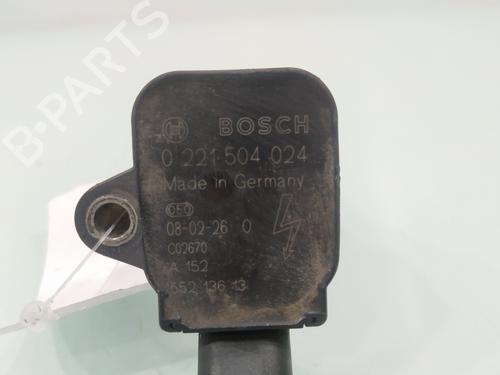 B-PARTS
BOSCH
0 221 504 024
Made in Germany
08-02-26 0
C02670
A 152
552 136 13